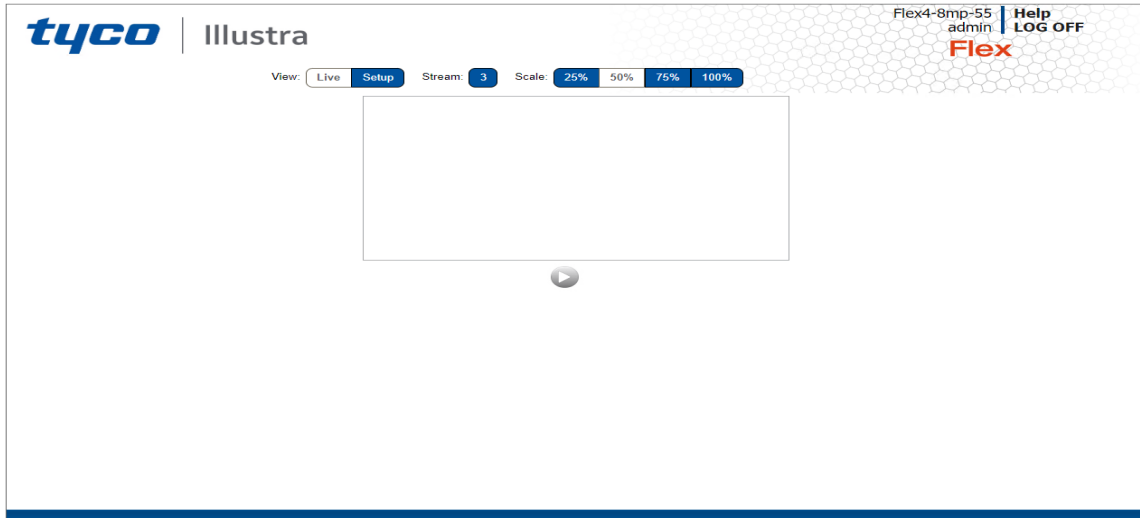 tyco | Illustra
Flex4-8mp-55 Help
admin LOG OFF
Flex
View: Live Setup Stream: 3 Scale: 25% 50% 75% 100%